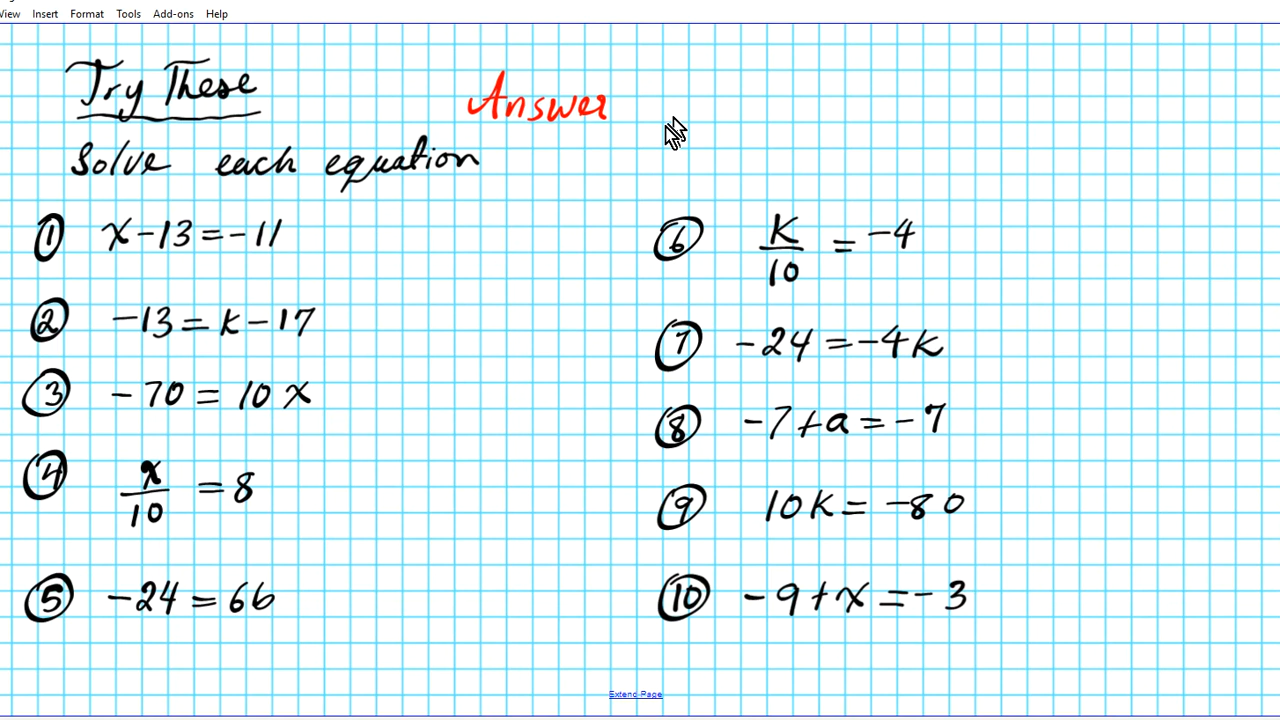 View Insert Format Tools Add-ons Help
Try These
Answer
Solve each equation
① x-13=-11
② -13=k-17
③ -70=10x
④ x/10 =8
⑤ -24=6b
⑥ K/10 =-4
⑦ -24=-4k
⑧ -7+a=-7
⑨ 10k=-80
⑩ -9+x=-3
Extend Page